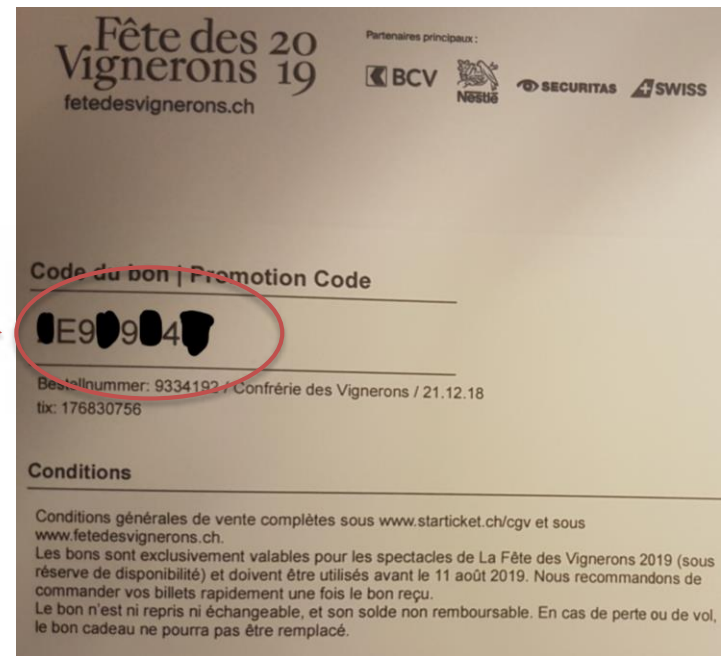 Fête des 20
Vignerons 19
fetedesvignerons.ch
Partenaires principaux :
BCV
Nestlé
SECURITAS
SWISS
Code du bon | Promotion Code
E9 9 4
Bestellnummer: 9334192 / Confrérie des Vignerons / 21.12.18
tix: 176830756
Conditions
Conditions générales de vente complètes sous www.starticket.ch/cgv et sous
www.fetedesvignerons.ch.
Les bons sont exclusivement valables pour les spectacles de La Fête des Vignerons 2019 (sous
réserve de disponibilité) et doivent être utilisés avant le 11 août 2019. Nous recommandons de
commander vos billets rapidement une fois le bon reçu.
Le bon n'est ni repris ni échangeable, et son solde non remboursable. En cas de perte ou de vol,
le bon cadeau ne pourra pas être remplacé.